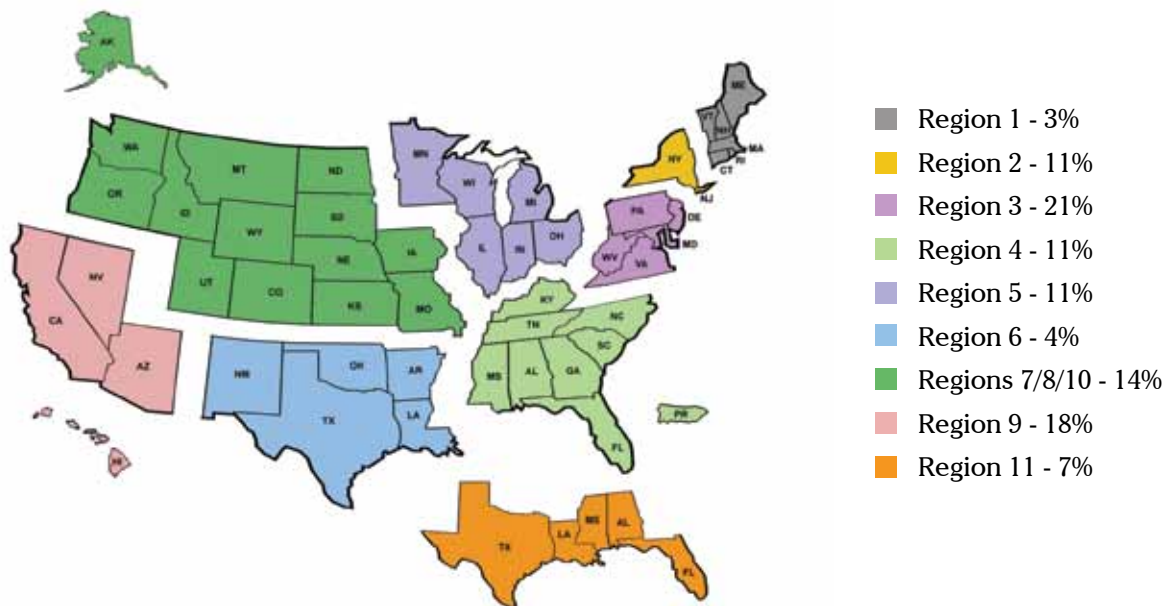 AK
WA
MT
ND
OR
ID
SD
WY
NE
IA
UT
CO
KS
MO
MN
WI
MI
IL
IN
OH
ME
VT
NH
MA
RI
CT
NY
NJ
PA
DE
MD
WV
VA
NV
CA
AZ
HI
NM
OH
AR
TX
LA
KY
NC
TN
SC
MS
AL
GA
FL
PR
TX
LA
MS
AL
FL
Region 1 - 3%
Region 2 - 11%
Region 3 - 21%
Region 4 - 11%
Region 5 - 11%
Region 6 - 4%
Regions 7/8/10 - 14%
Region 9 - 18%
Region 11 - 7%